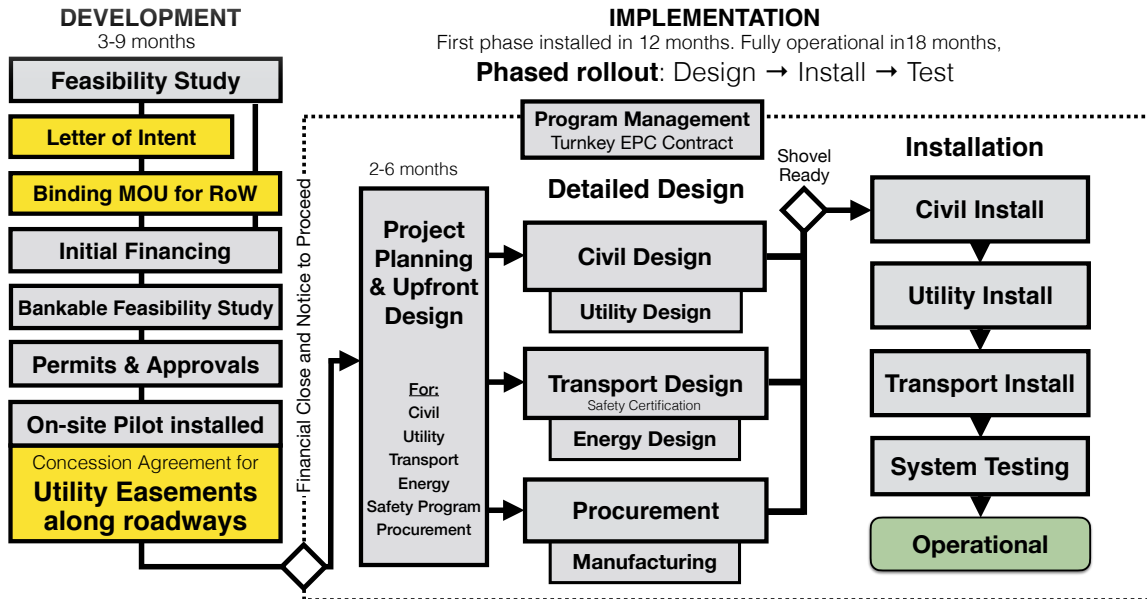 DEVELOPMENT
3-9 months
Feasibility Study
Letter of Intent
Binding MOU for RoW
Initial Financing
Bankable Feasibility Study
Permits & Approvals
On-site Pilot installed
Concession Agreement for
Utility Easements
along roadways
Financial Close and Notice to Proceed
IMPLEMENTATION
First phase installed in 12 months. Fully operational in18 months,
Phased rollout: Design → Install → Test
Program Management
Turnkey EPC Contract
2-6 months
Project
Planning
& Upfront
Design
For:
Civil
Utility
Transport
Energy
Safety Program
Procurement
Detailed Design
Civil Design
Utility Design
Transport Design
Safety Certification
Energy Design
Procurement
Manufacturing
Shovel
Ready
Installation
Civil Install
Utility Install
Transport Install
System Testing
Operational